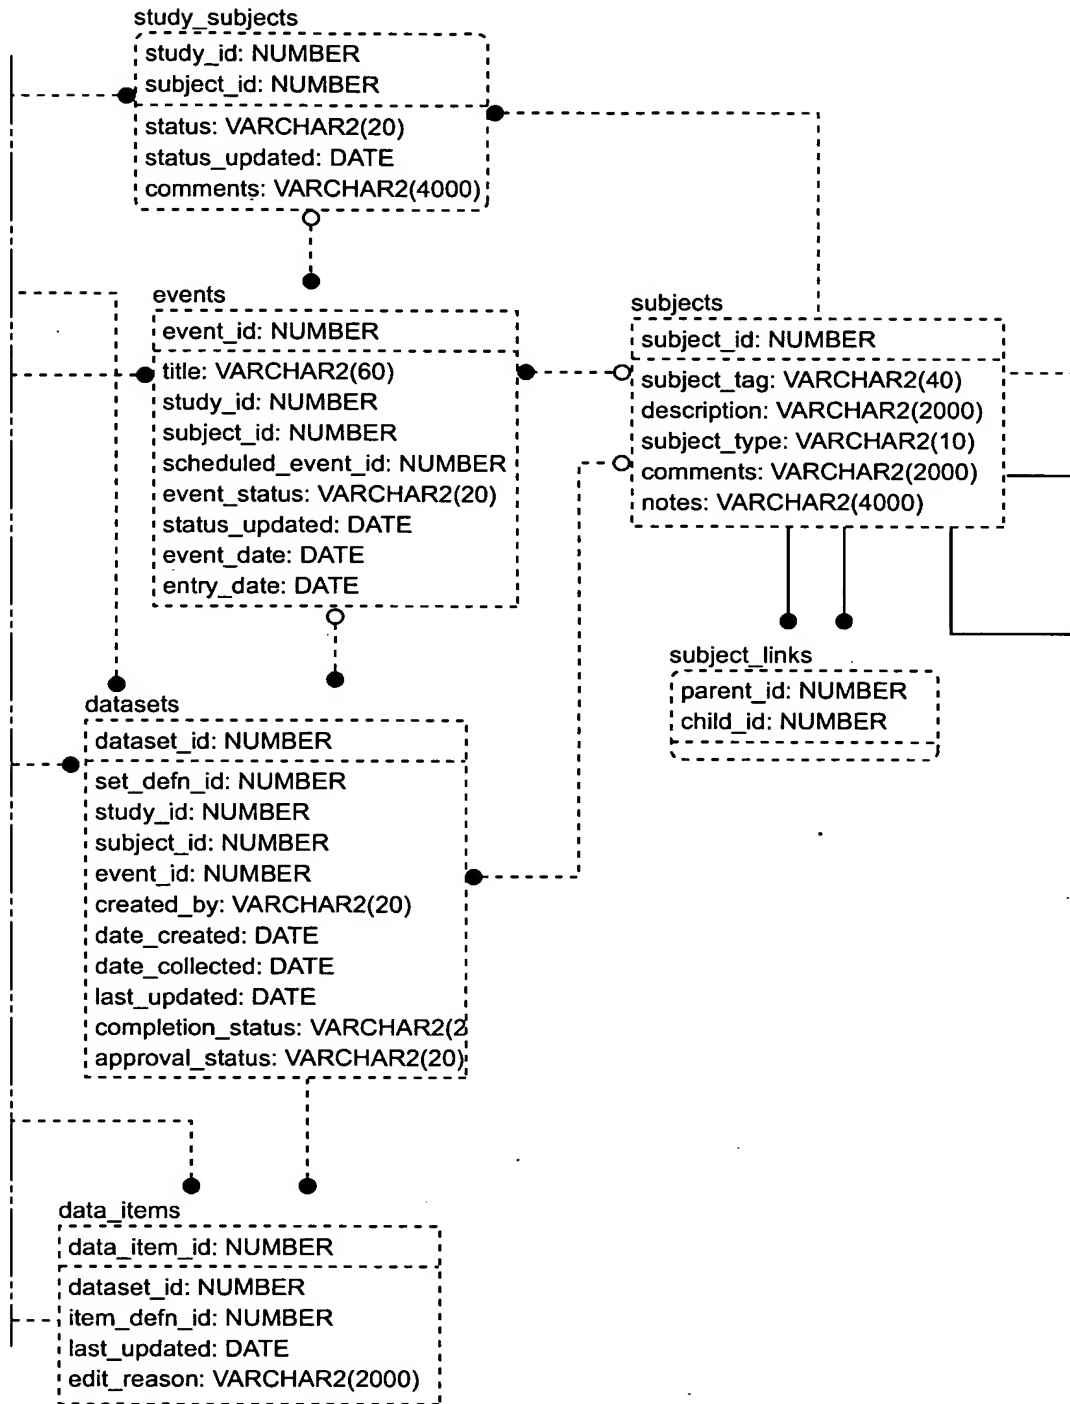 study_subjects
study_id: NUMBER
subject_id: NUMBER
status: VARCHAR2(20)
status_updated: DATE
comments: VARCHAR2(4000)
events
event_id: NUMBER
title: VARCHAR2(60)
study_id: NUMBER
subject_id: NUMBER
scheduled_event_id: NUMBER
event_status: VARCHAR2(20)
status_updated: DATE
event_date: DATE
entry_date: DATE
subjects
subject_id: NUMBER
subject_tag: VARCHAR2(40)
description: VARCHAR2(2000)
subject_type: VARCHAR2(10)
comments: VARCHAR2(2000)
notes: VARCHAR2(4000)
subject_links
parent_id: NUMBER
child_id: NUMBER
datasets
dataset_id: NUMBER
set_defn_id: NUMBER
study_id: NUMBER
subject_id: NUMBER
event_id: NUMBER
created_by: VARCHAR2(20)
date_created: DATE
date_collected: DATE
last_updated: DATE
completion_status: VARCHAR2(2
approval_status: VARCHAR2(20)
data_items
data_item_id: NUMBER
dataset_id: NUMBER
item_defn_id: NUMBER
last_updated: DATE
edit_reason: VARCHAR2(2000)